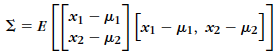 Σ = E [ [ x1 − μ1
x2 − μ2 ] [ x1 − μ1, x2 − μ2 ] ]